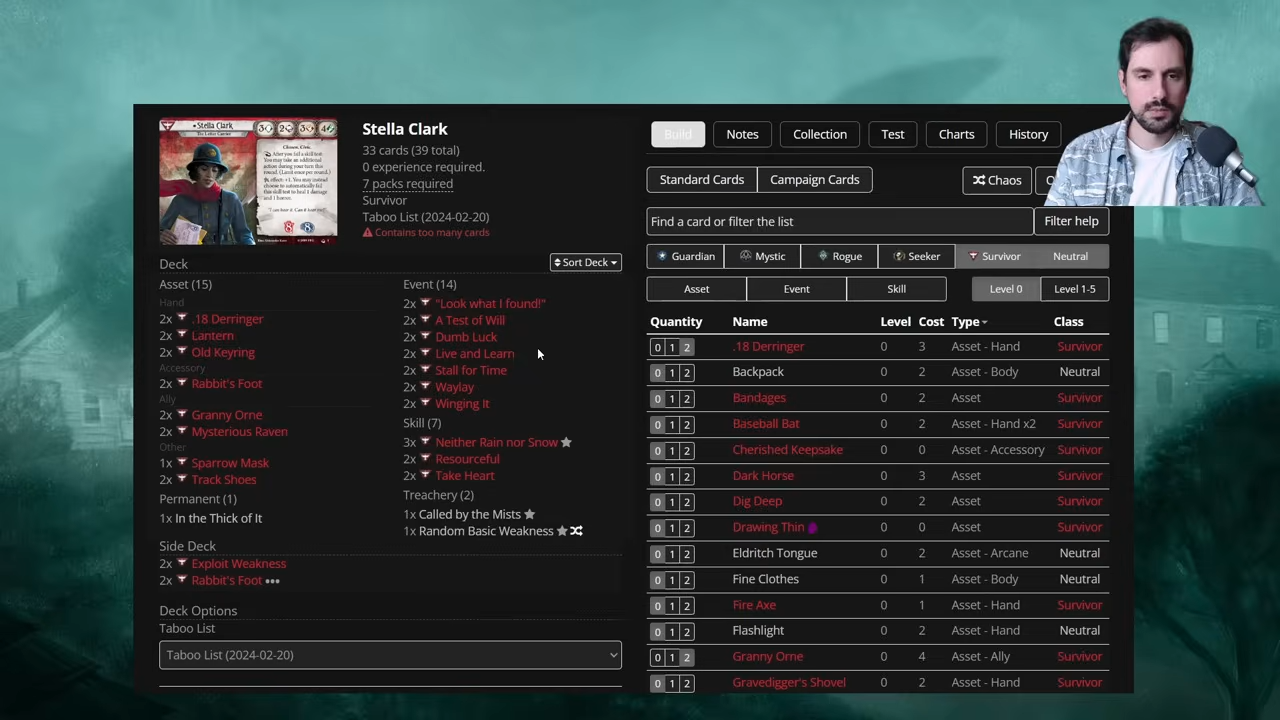 Stella Clark
The Letter Carrier
3 2 3 4
Chosen. Civic.
Stella Clark
33 cards (39 total)
0 experience required.
7 packs required
Survivor
Taboo List (2024-02-20)
Contains too many cards
Deck
Sort Deck
Asset (15)
Hand
2x .18 Derringer
2x Lantern
2x Old Keyring
Accessory
2x Rabbit's Foot
Ally
2x Granny Orne
2x Mysterious Raven
Other
1x Sparrow Mask
2x Track Shoes
Permanent (1)
1x In the Thick of It
Event (14)
2x "Look what I found!"
2x A Test of Will
2x Dumb Luck
2x Live and Learn
2x Stall for Time
2x Waylay
2x Winging It
Skill (7)
3x Neither Rain nor Snow
2x Resourceful
2x Take Heart
Treachery (2)
1x Called by the Mists
1x Random Basic Weakness
Side Deck
2x Exploit Weakness
2x Rabbit's Foot •••
Deck Options
Taboo List
Taboo List (2024-02-20)
Build Notes Collection Test Charts History
Standard Cards Campaign Cards Chaos
Find a card or filter the list Filter help
Guardian Mystic Rogue Seeker Survivor Neutral
Asset Event Skill Level 0 Level 1-5
Quantity Name Level Cost Type Class
0 1 2 .18 Derringer 0 3 Asset - Hand Survivor
0 1 2 Backpack 0 2 Asset - Body Neutral
0 1 2 Bandages 0 2 Asset Survivor
0 1 2 Baseball Bat 0 2 Asset - Hand x2 Survivor
0 1 2 Cherished Keepsake 0 0 Asset - Accessory Survivor
0 1 2 Dark Horse 0 3 Asset Survivor
0 1 2 Dig Deep 0 2 Asset Survivor
0 1 2 Drawing Thin 0 0 Asset Survivor
0 1 2 Eldritch Tongue 0 2 Asset - Arcane Neutral
0 1 2 Fine Clothes 0 1 Asset - Body Neutral
0 1 2 Fire Axe 0 1 Asset - Hand Survivor
0 1 2 Flashlight 0 2 Asset - Hand Neutral
0 1 2 Granny Orne 0 4 Asset - Ally Survivor
0 1 2 Gravedigger's Shovel 0 2 Asset - Hand Survivor